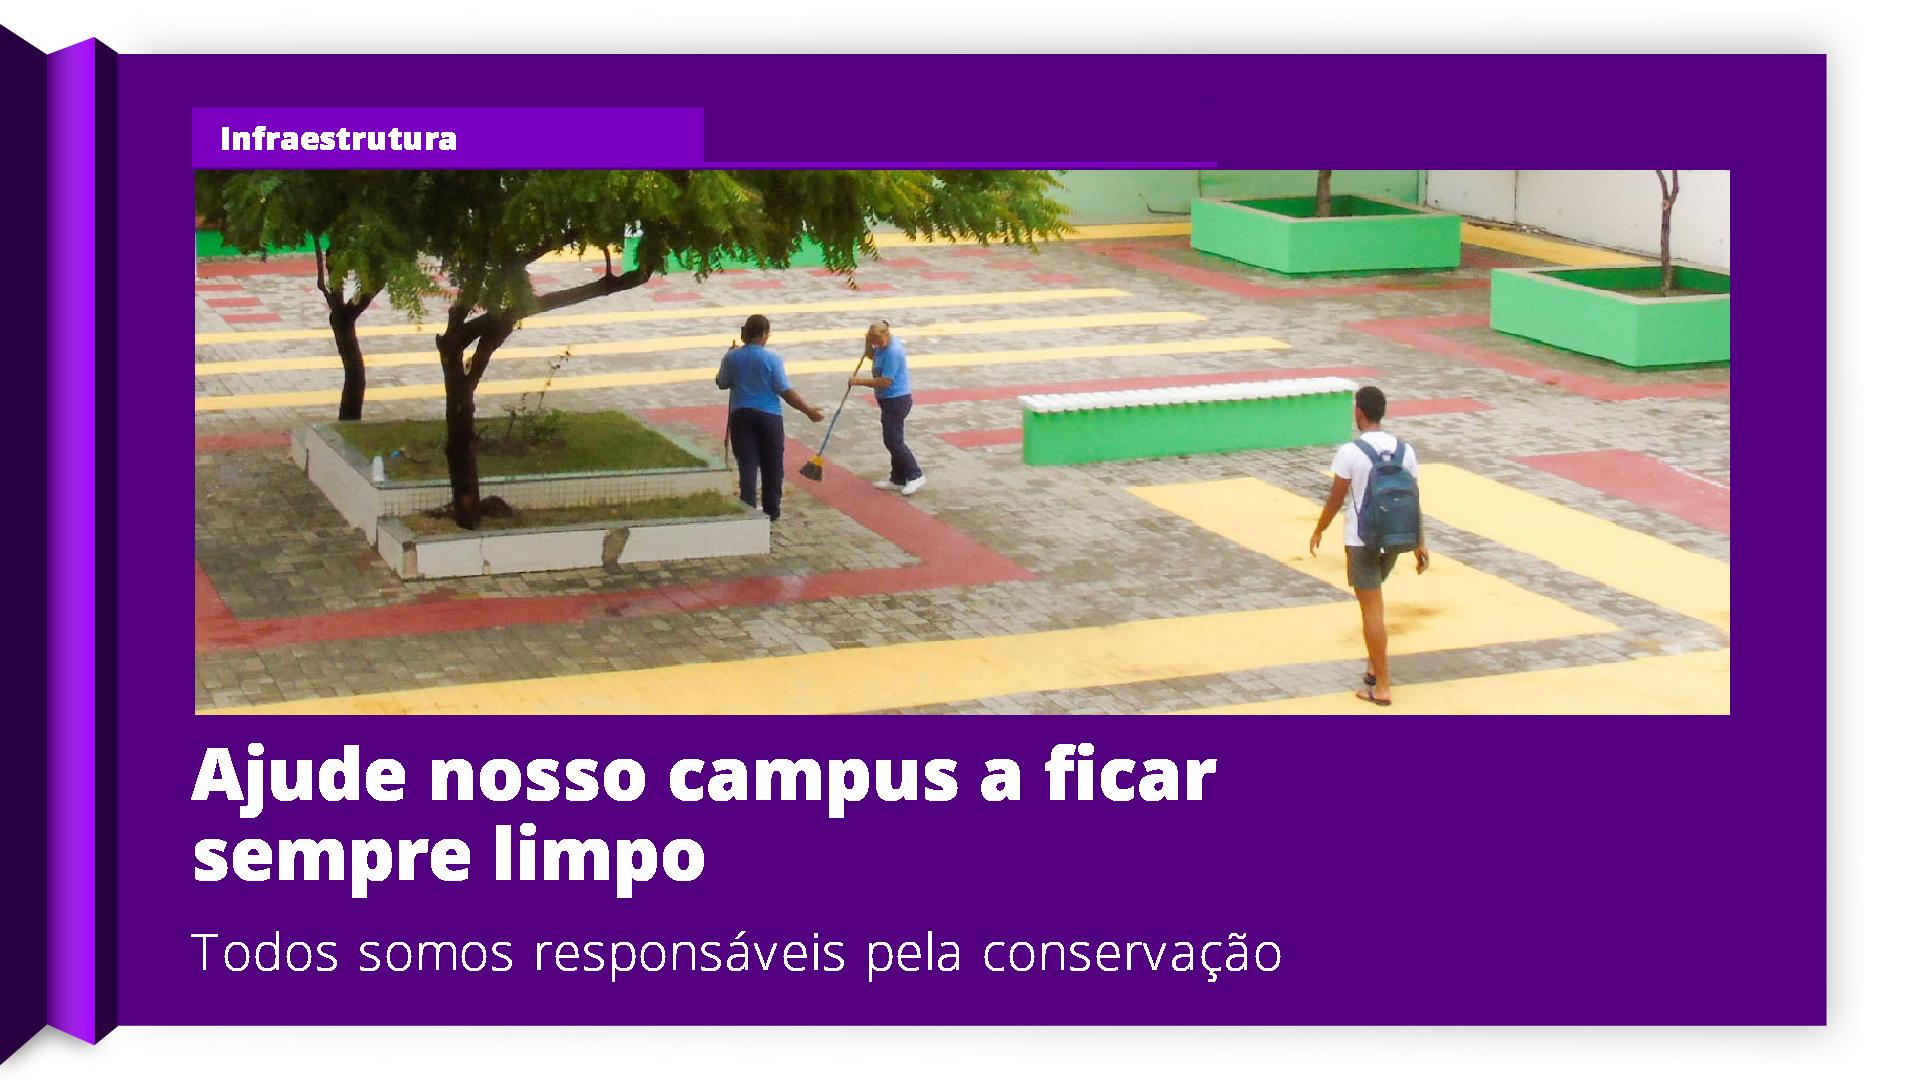 Infraestrutura
Ajude nosso campus a ficar
sempre limpo
Todos somos responsáveis pela conservação